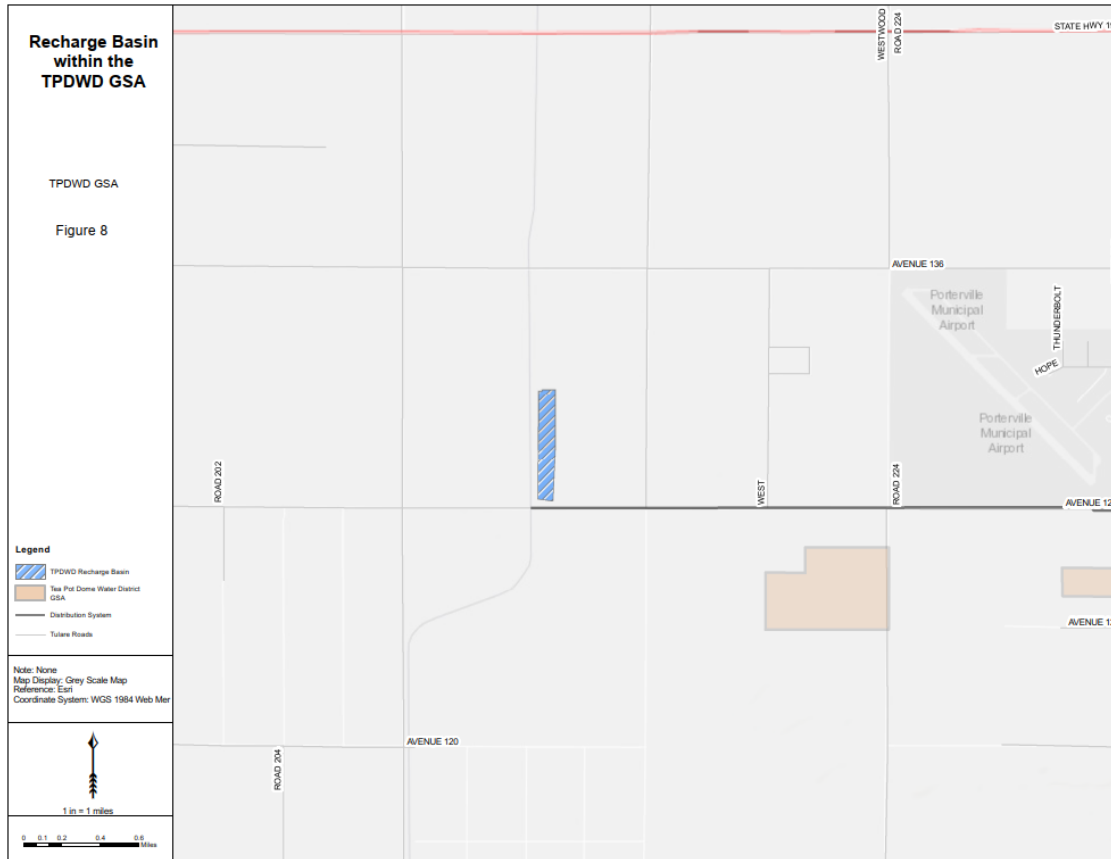 Recharge Basin
within the
TPDWD GSA
TPDWD GSA
Figure 8
Legend
TPDWD Recharge Basin
Tea Pot Dome Water District
GSA
Distribution System
Tulare Roads
Note: None
Map Display: Grey Scale Map
Reference: Esri
Coordinate System: WGS 1984 Web Mer
1 in = 1 miles
0 0.1 0.2 0.4 0.6
Miles
WESTWOOD
ROAD 224
STATE HWY 19
AVENUE 136
Porterville
Municipal
Airport
THUNDERBOLT
HOPE
Porterville
Municipal
Airport
ROAD 202
WEST
ROAD 224
AVENUE 12
AVENUE 12
AVENUE 120
ROAD 204